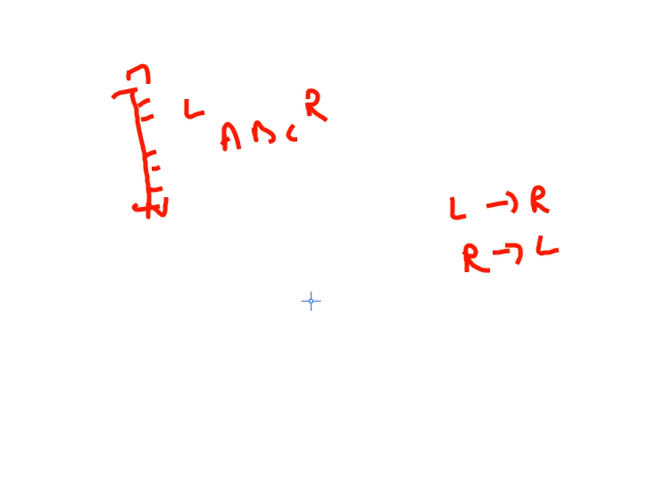 L A B C R
L → R
R → L